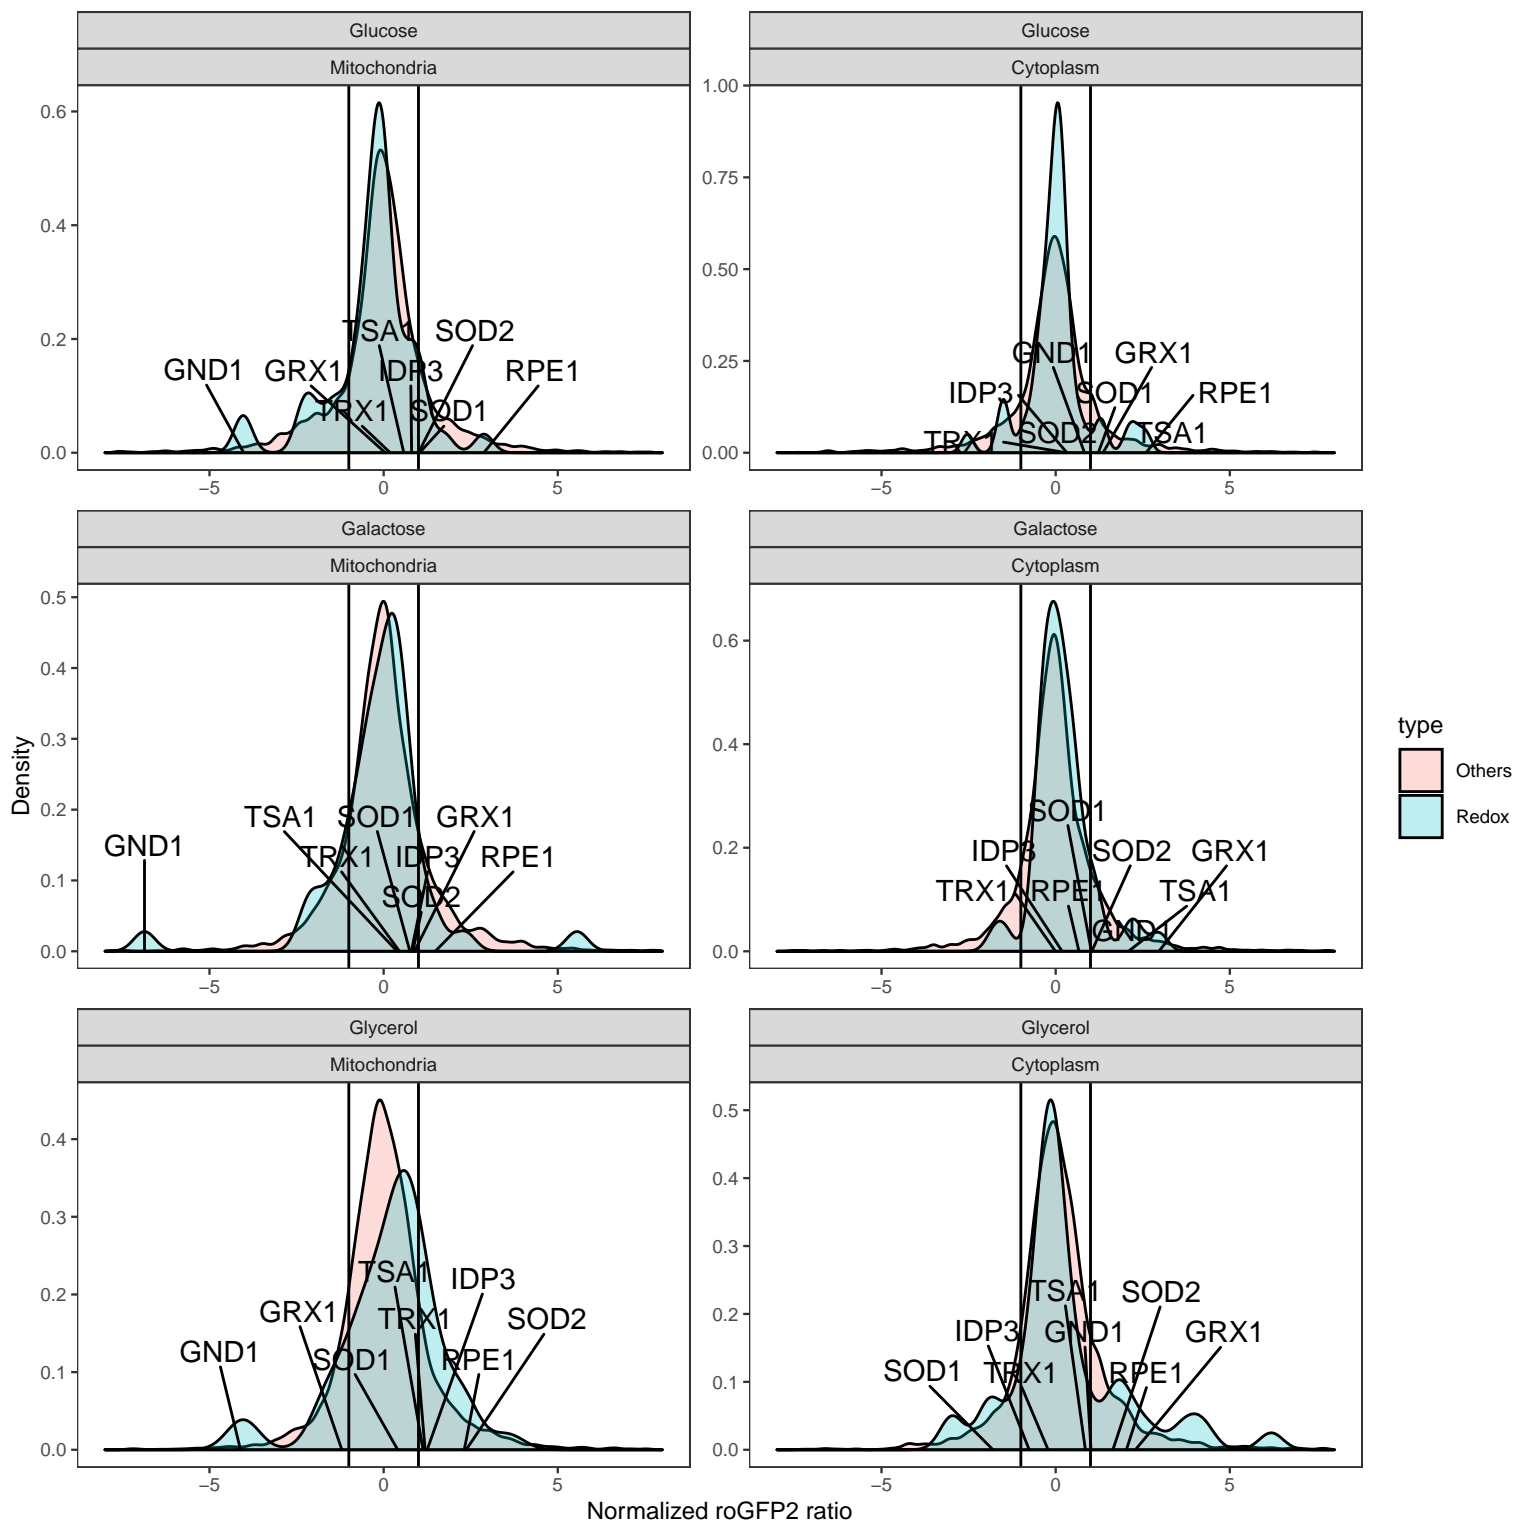 Glucose
Glucose
Mitochondria
Cytoplasm
0.6
0.4
0.2
0.0
TSA1
SOD2
GND1
GRX1
IDP3
RPE1
TRX1
SOD1
−5
0
5
1.00
0.75
0.50
0.25
0.00
GND1
GRX1
IDP3
SOD1
RPE1
TRX1
SOD2
TSA1
−5
0
5
Galactose
Galactose
Mitochondria
Cytoplasm
0.5
0.4
0.3
0.2
0.1
0.0
TSA1
SOD1
GRX1
GND1
TRX1
IDP3
RPE1
SOD2
−5
0
5
0.6
0.4
0.2
0.0
SOD1
IDP3
SOD2
GRX1
TRX1
RPE1
TSA1
GND1
−5
0
5
Glycerol
Glycerol
Mitochondria
Cytoplasm
0.4
0.3
0.2
0.1
0.0
TSA1
IDP3
GRX1
TRX1
SOD2
GND1
SOD1
RPE1
−5
0
5
0.5
0.4
0.3
0.2
0.1
0.0
TSA1
SOD2
IDP3
GND1
GRX1
SOD1
TRX1
RPE1
−5
0
5
Density
Normalized roGFP2 ratio
type
Others
Redox